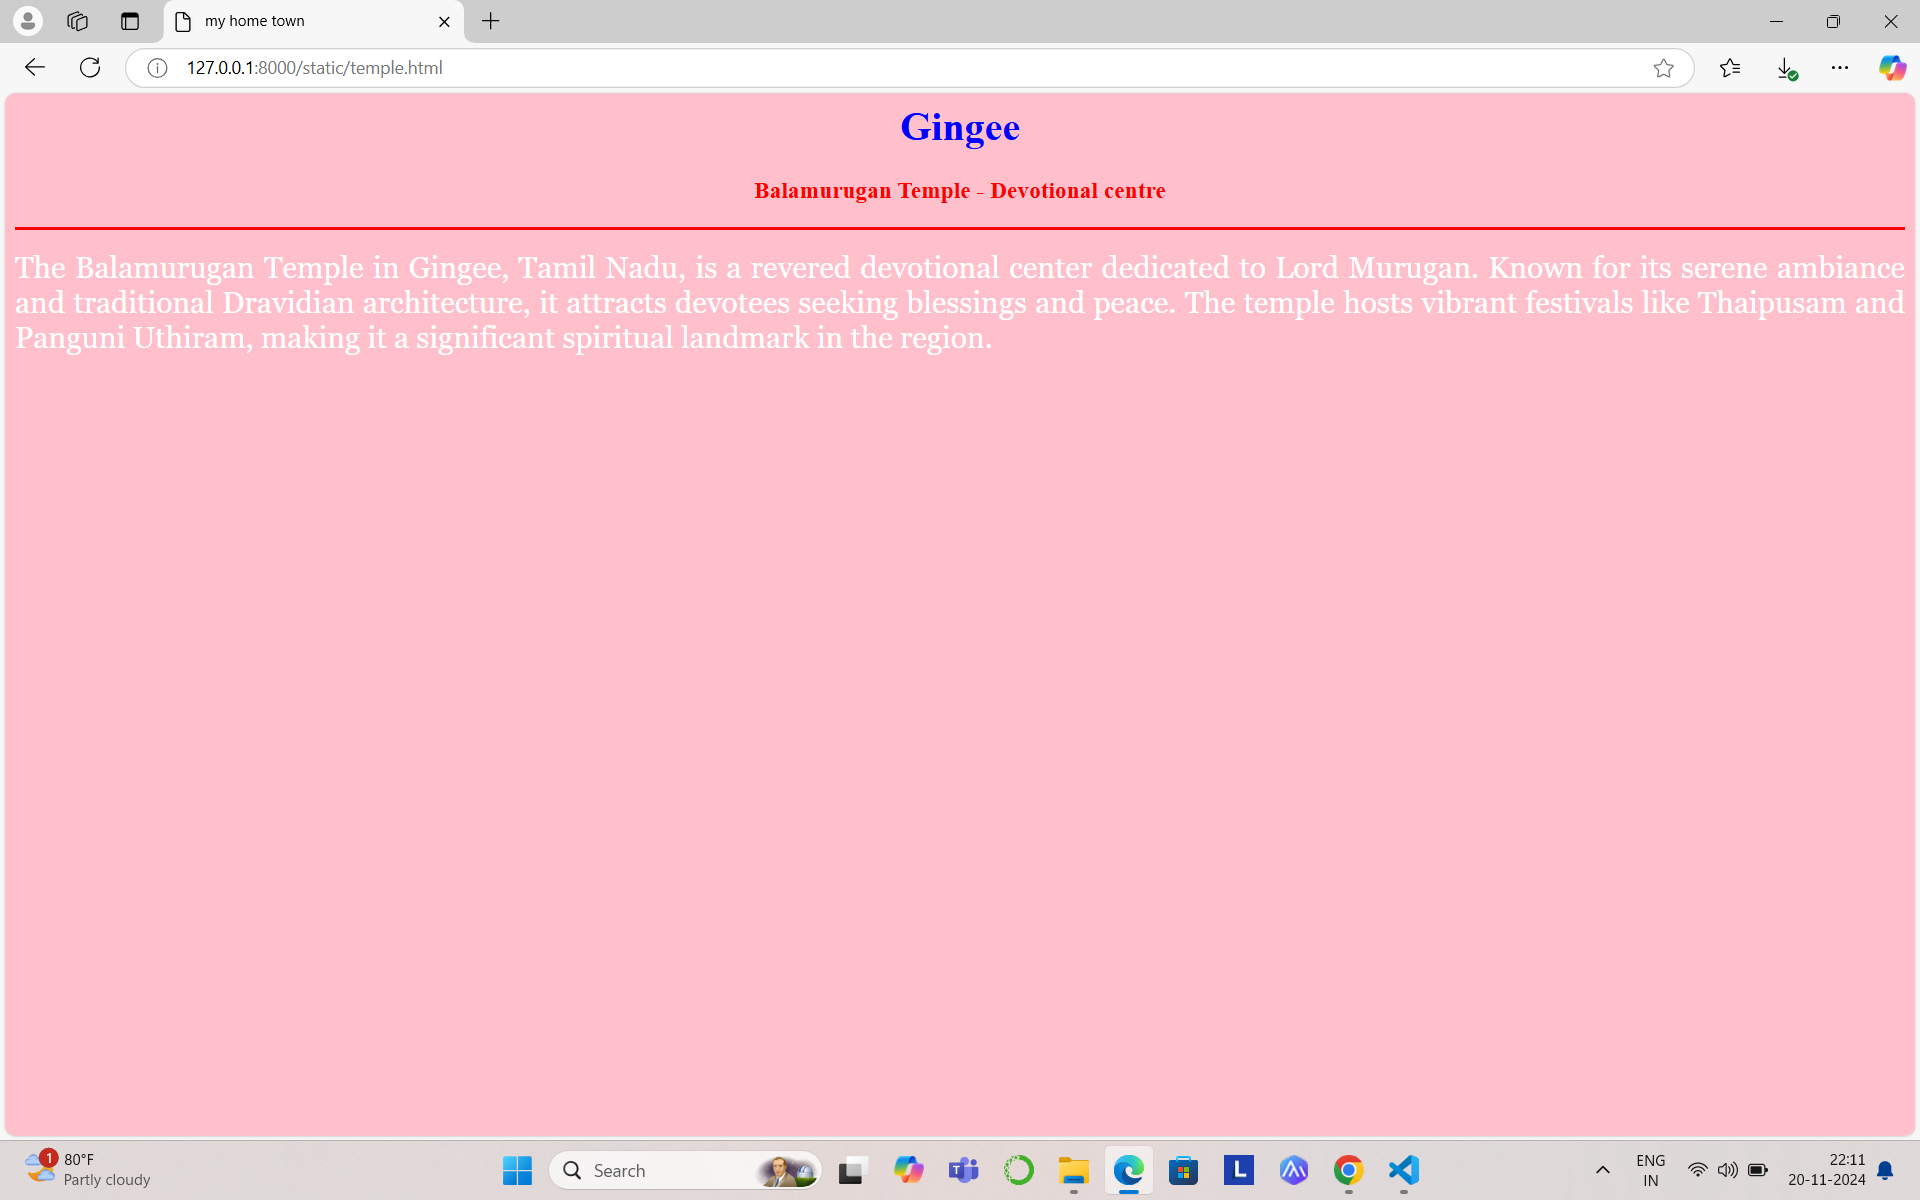 my home town
127.0.0.1:8000/static/temple.html
Gingee
Balamurugan Temple - Devotional centre
The Balamurugan Temple in Gingee, Tamil Nadu, is a revered devotional center dedicated to Lord Murugan. Known for its serene ambiance
and traditional Dravidian architecture, it attracts devotees seeking blessings and peace. The temple hosts vibrant festivals like Thaipusam and
Panguni Uthiram, making it a significant spiritual landmark in the region.
1
80°F
Partly cloudy
Search
T
L
ENG
IN
22:11
20-11-2024